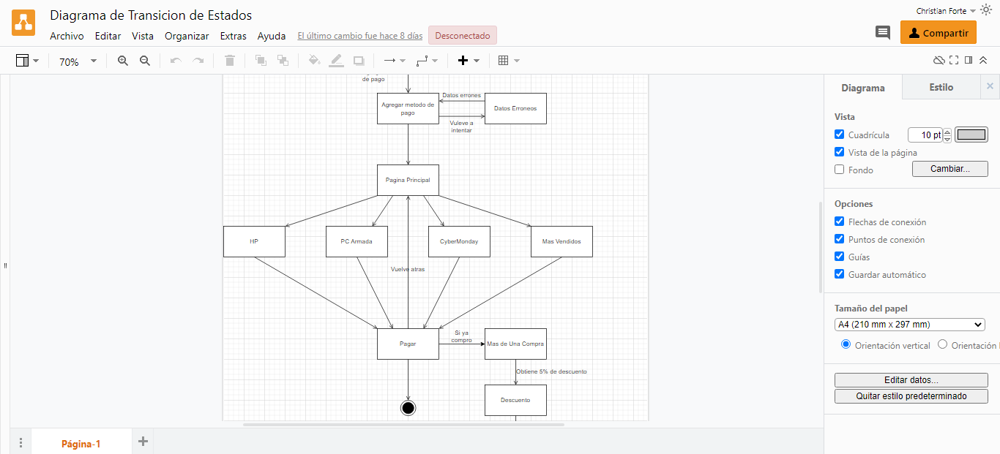 Diagrama de Transicion de Estados
Christian Forte
Archivo Editar Vista Organizar Extras Ayuda El último cambio fue hace 8 días Desconectado
Compartir
70%
de pago
Agregar metodo de
pago
Datos errones
Datos Erroneos
Vuleve a
intentar
Pagina Principal
HP
PC Armada
CyberMonday
Mas Vendidos
Vuelve atras
Pagar
Si ya
compro
Mas de Una Compra
Obtiene 5% de descuento
Descuento
Diagrama
Estilo
Vista
Cuadrícula
10 pt
Vista de la página
Fondo
Cambiar...
Opciones
Flechas de conexión
Puntos de conexión
Guías
Guardar automático
Tamaño del papel
A4 (210 mm x 297 mm)
Orientación vertical
Orientación
Editar datos...
Quitar estilo predeterminado
Página-1